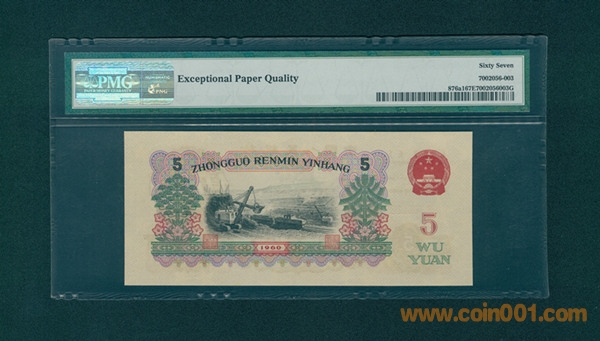 PMG
Exceptional Paper Quality
Sixty Seven
7002056-003
876a167E7002056003G
5 ZHONGGUO RENMIN YINHANG 5
1960
5
WU
YUAN
www.coin001.com